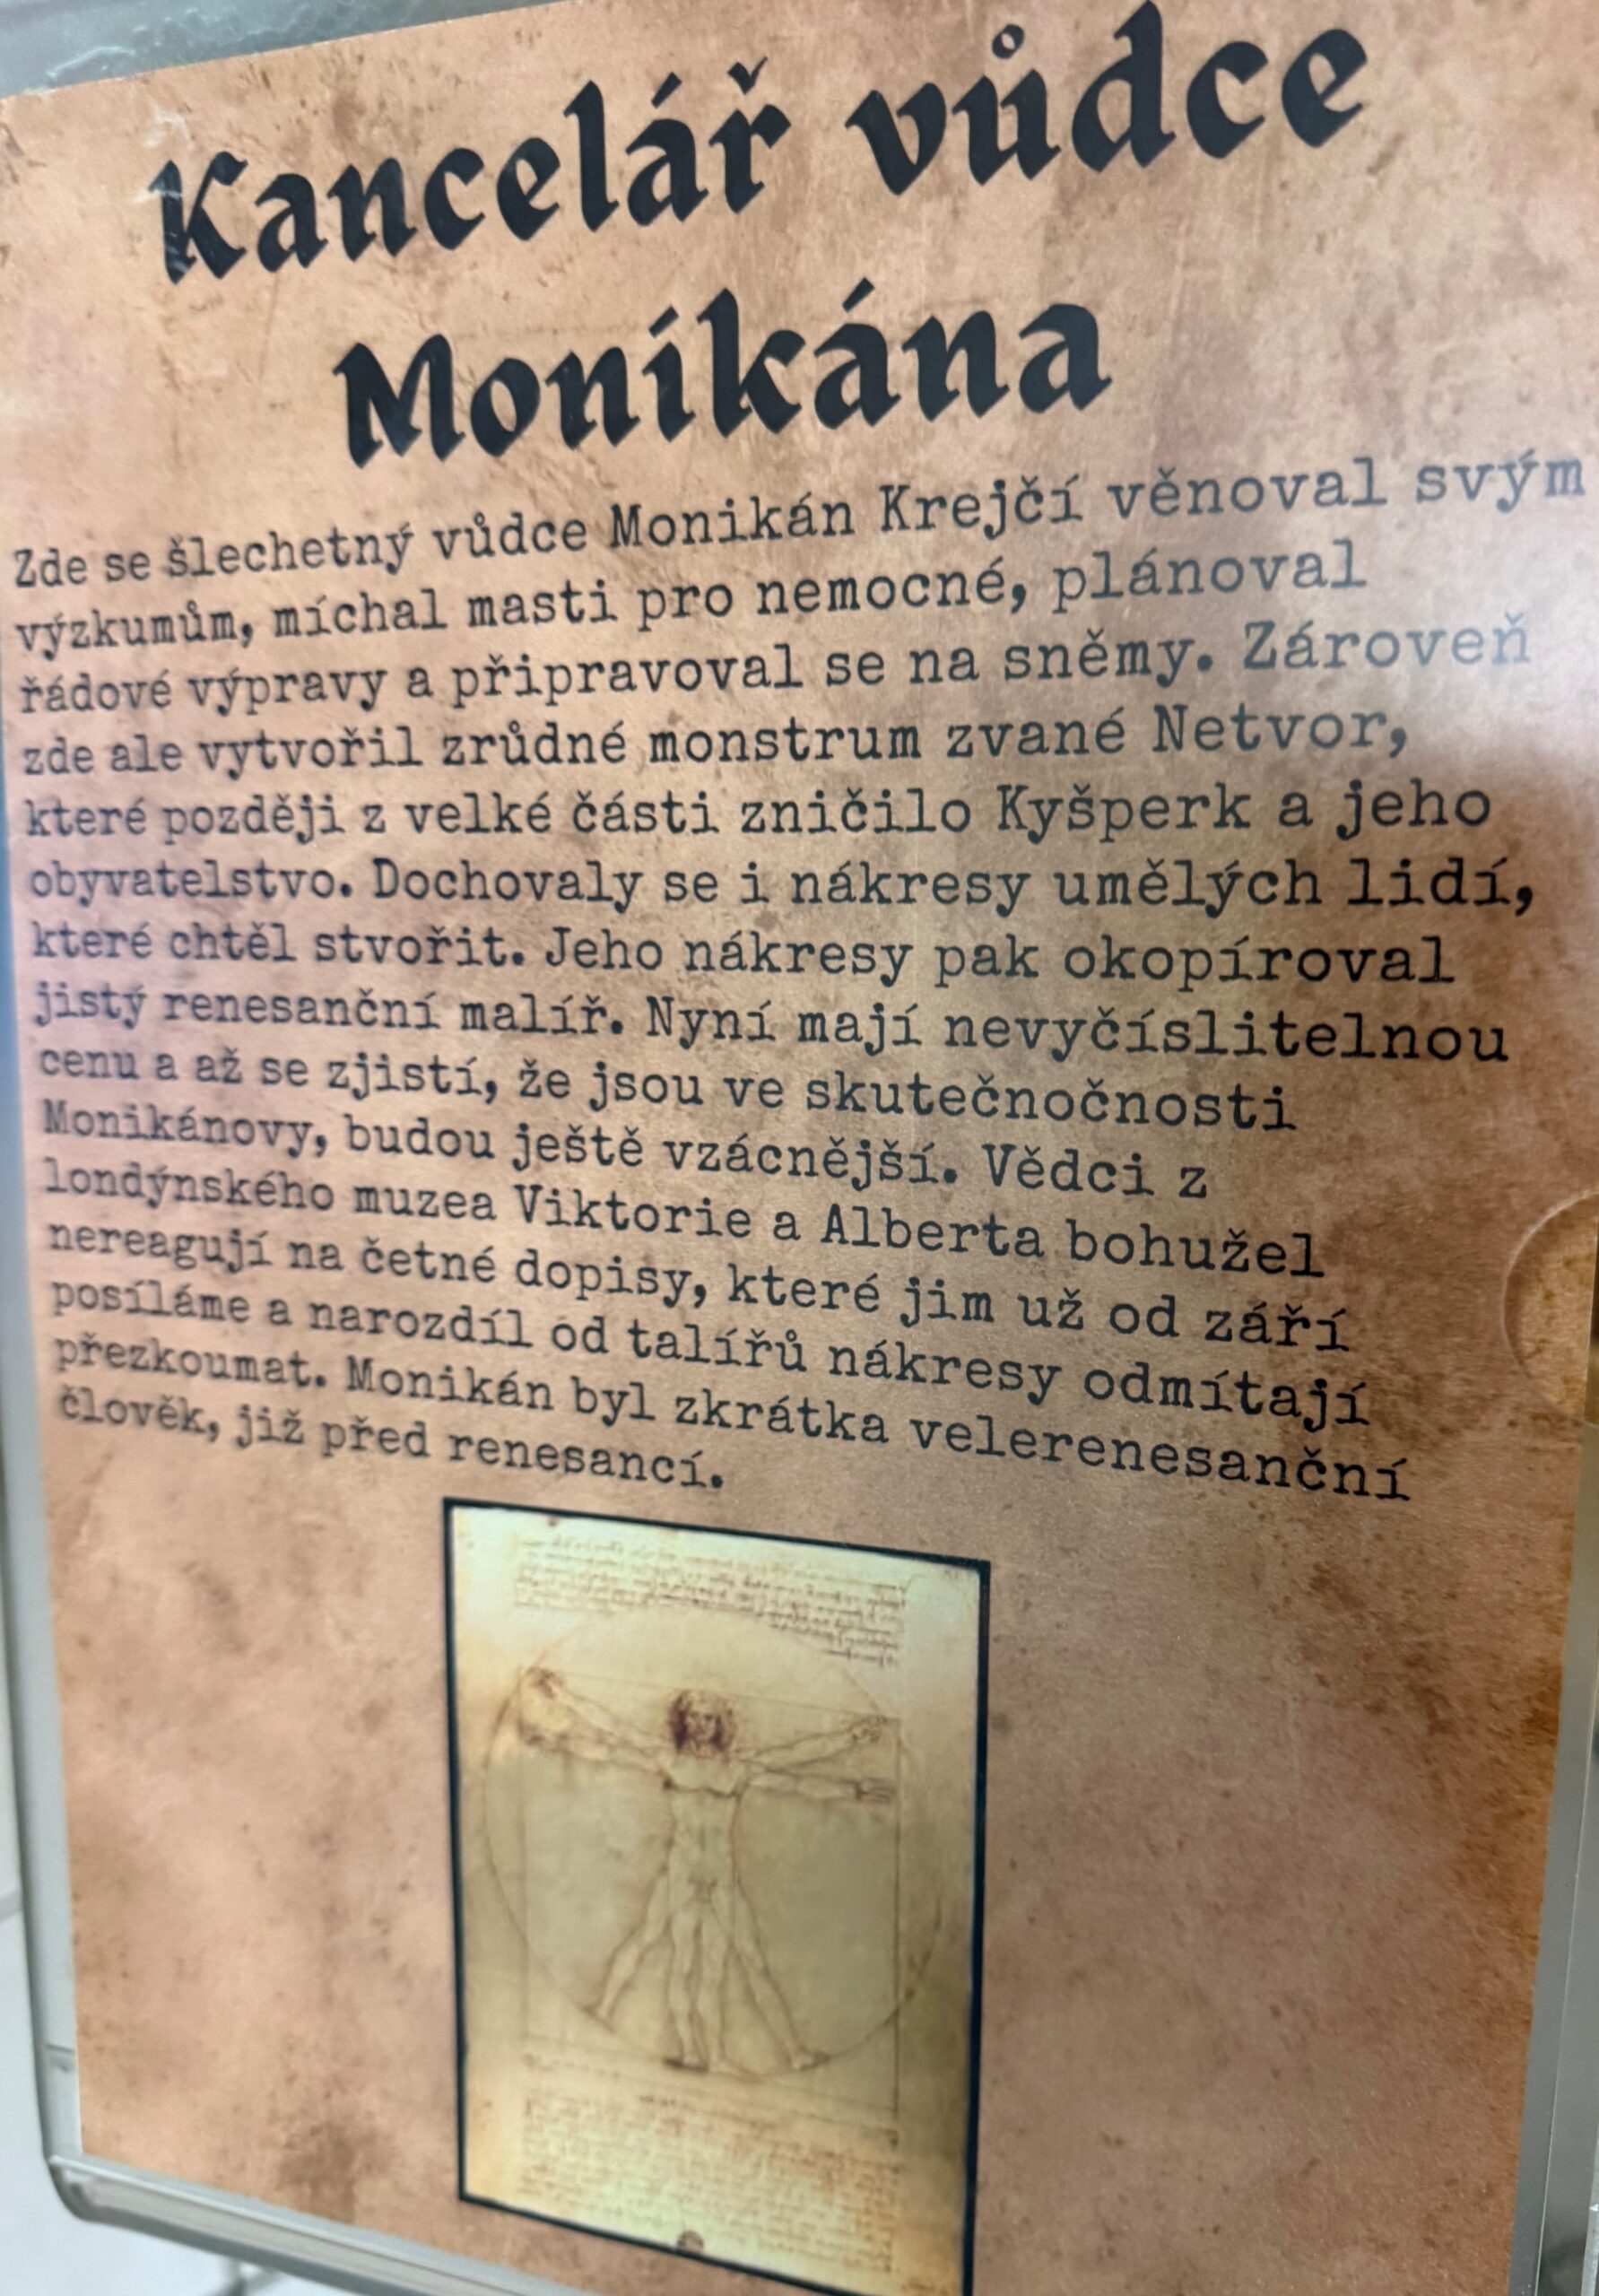 Kancelář vůdce
Monikána
Zde se šlechetný vůdce Monikán Krejčí věnoval svým
výzkumům, míchal masti pro nemocné, plánoval
řádové výpravy a připravoval se na sněmy. Zároveň
zde ale vytvořil zrůdné monstrum zvané Netvor,
které později z velké části zničilo Kyšperk a jeho
obyvatelstvo. Dochovaly se i nákresy umělých lidí,
které chtěl stvořit. Jeho nákresy pak okopíroval
jistý renesanční malíř. Nyní mají nevyčíslitelnou
cenu a až se zjistí, že jsou ve skutečnočnosti
Monikánovy, budou ještě vzácnější. Vědci z
londýnského muzea Viktorie a Alberta bohužel
nereagují na četné dopisy, které jim už od září
posíláme a narozdíl od talířů nákresy odmítají
přezkoumat. Monikán byl zkrátka velerenesanční
člověk, již před renesancí.